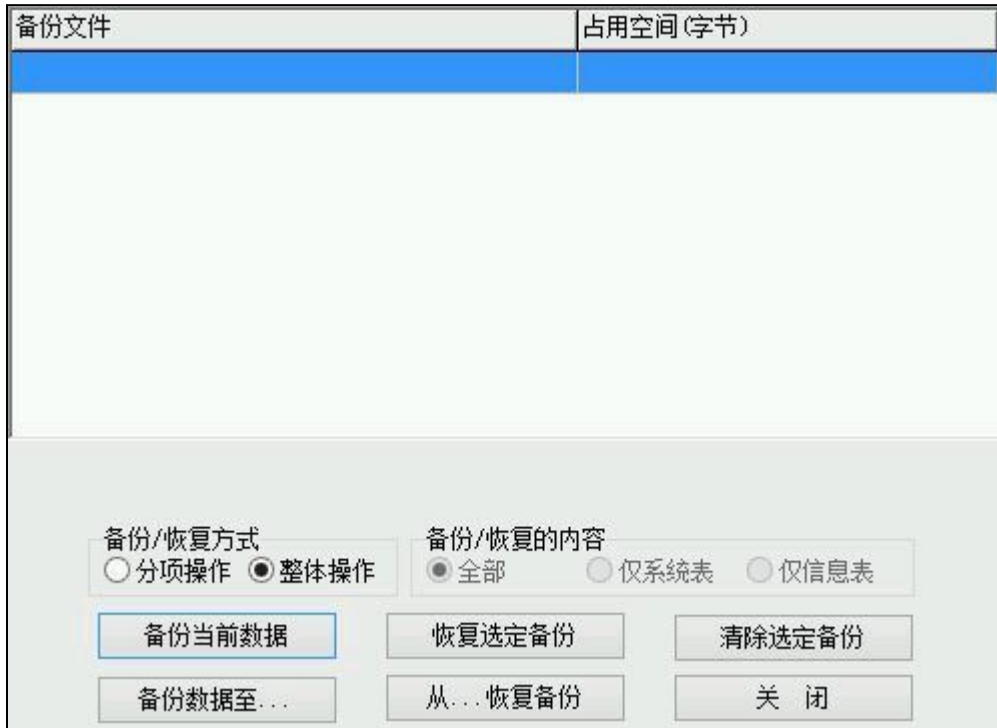 备份文件 占用空间(字节)
备份/恢复方式 备份/恢复的内容
分项操作 整体操作 全部 仅系统表 仅信息表
备份当前数据 恢复选定备份 清除选定备份
备份数据至... 从...恢复备份 关 闭